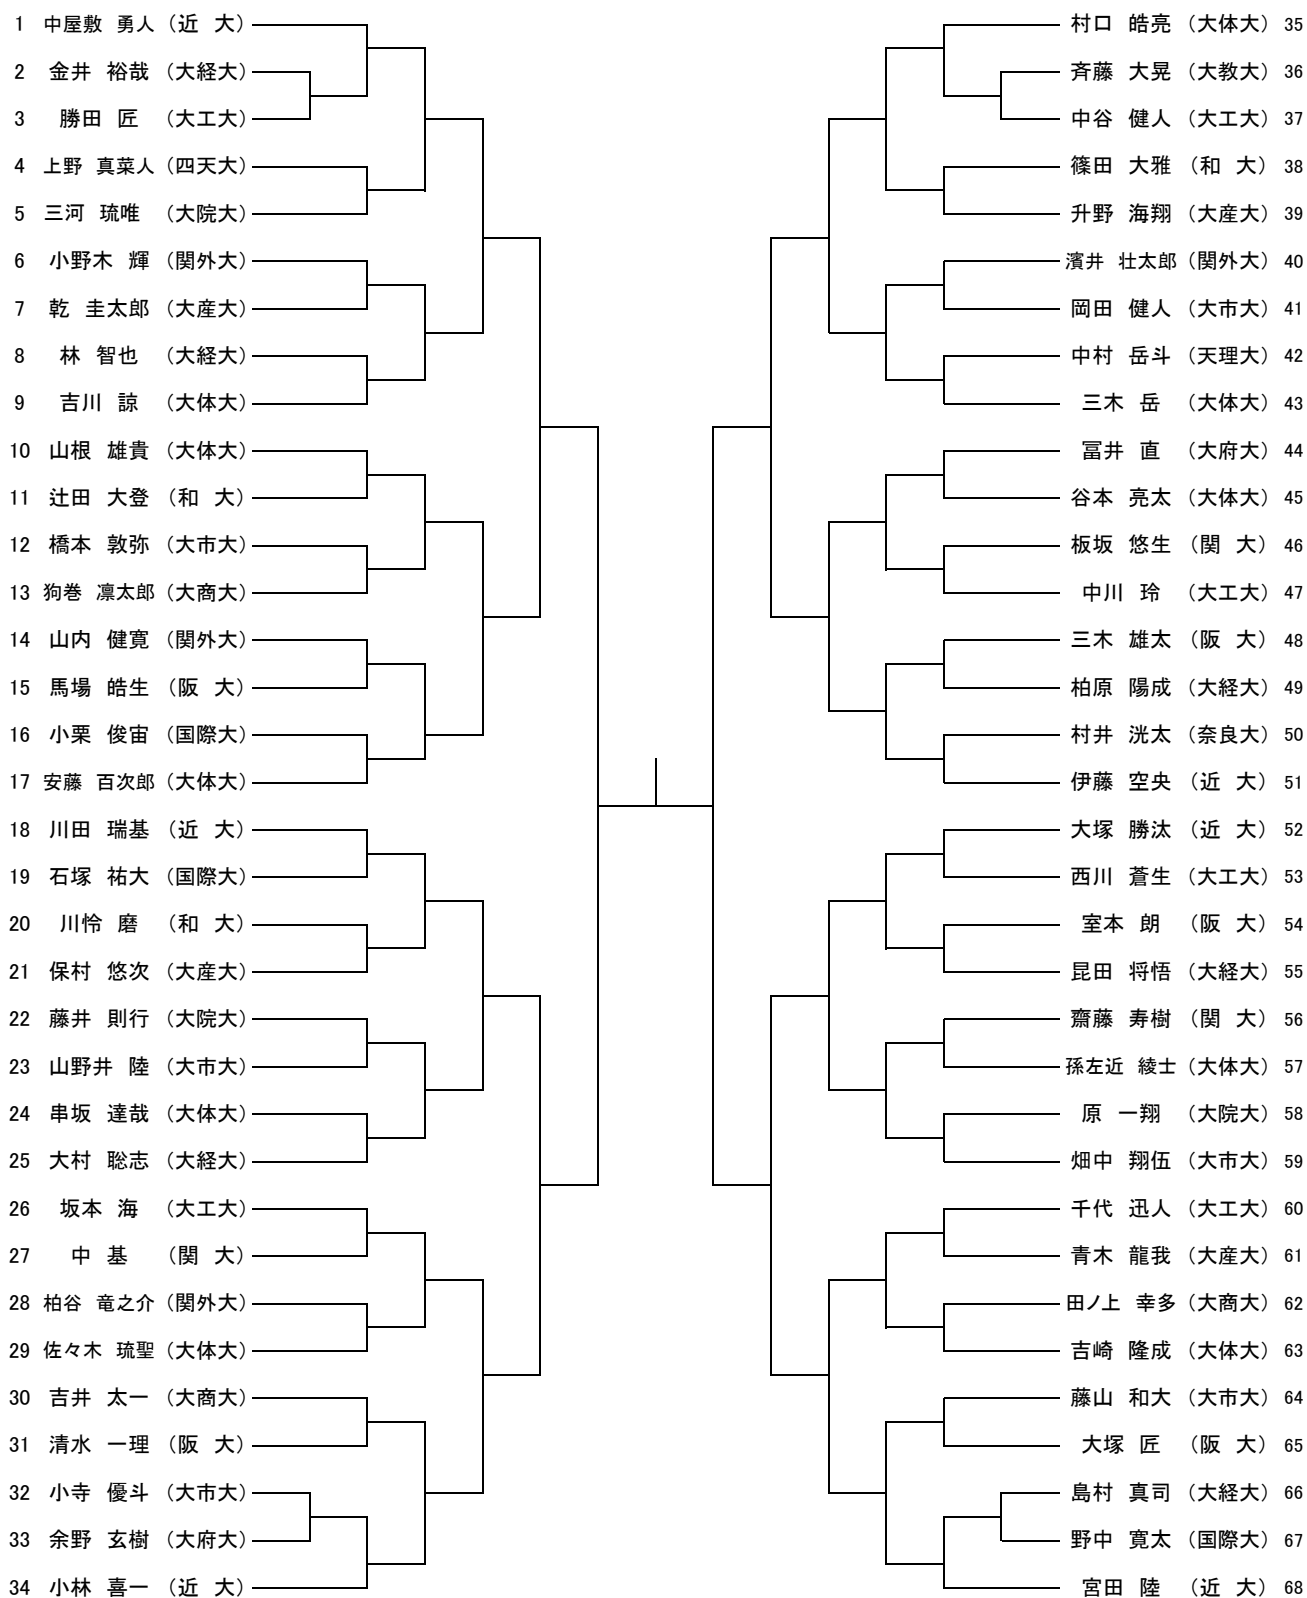 1 中屋敷 勇人 (近 大)
2 金井 裕哉 (大経大)
3 勝田 匠 (大工大)
4 上野 真菜人 (四天大)
5 三河 琉唯 (大院大)
6 小野木 輝 (関外大)
7 乾 圭太郎 (大産大)
8 林 智也 (大経大)
9 吉川 諒 (大体大)
10 山根 雄貴 (大体大)
11 辻田 大登 (和 大)
12 橋本 敦弥 (大市大)
13 狗巻 凛太郎 (大商大)
14 山内 健寛 (関外大)
15 馬場 皓生 (阪 大)
16 小栗 俊宙 (国際大)
17 安藤 百次郎 (大体大)
18 川田 瑞基 (近 大)
19 石塚 祐大 (国際大)
20 川怜 磨 (和 大)
21 保村 悠次 (大産大)
22 藤井 則行 (大院大)
23 山野井 陸 (大市大)
24 串坂 達哉 (大体大)
25 大村 聡志 (大経大)
26 坂本 海 (大工大)
27 中 基 (関 大)
28 柏谷 竜之介 (関外大)
29 佐々木 琉聖 (大体大)
30 吉井 太一 (大商大)
31 清水 一理 (阪 大)
32 小寺 優斗 (大市大)
33 余野 玄樹 (大府大)
34 小林 喜一 (近 大)
村口 皓亮 (大体大) 35
斉藤 大晃 (大教大) 36
中谷 健人 (大工大) 37
篠田 大雅 (和 大) 38
升野 海翔 (大産大) 39
濱井 壮太郎 (関外大) 40
岡田 健人 (大市大) 41
中村 岳斗 (天理大) 42
三木 岳 (大体大) 43
冨井 直 (大府大) 44
谷本 亮太 (大体大) 45
板坂 悠生 (関 大) 46
中川 玲 (大工大) 47
三木 雄太 (阪 大) 48
柏原 陽成 (大経大) 49
村井 洸太 (奈良大) 50
伊藤 空央 (近 大) 51
大塚 勝汰 (近 大) 52
西川 蒼生 (大工大) 53
室本 朗 (阪 大) 54
昆田 将悟 (大経大) 55
齋藤 寿樹 (関 大) 56
孫左近 綾士 (大体大) 57
原 一翔 (大院大) 58
畑中 翔伍 (大市大) 59
千代 迅人 (大工大) 60
青木 龍我 (大産大) 61
田ノ上 幸多 (大商大) 62
吉崎 隆成 (大体大) 63
藤山 和大 (大市大) 64
大塚 匠 (阪 大) 65
島村 真司 (大経大) 66
野中 寛太 (国際大) 67
宮田 陸 (近 大) 68